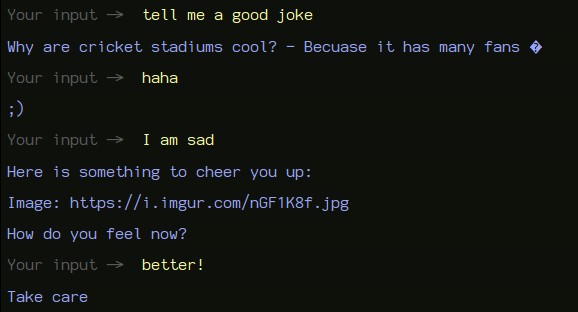 Your input -> tell me a good joke
Why are cricket stadiums cool? - Becuase it has many fans �
Your input -> haha
;)
Your input -> I am sad
Here is something to cheer you up:
Image: https://i.imgur.com/nGF1K8f.jpg
How do you feel now?
Your input -> better!
Take care